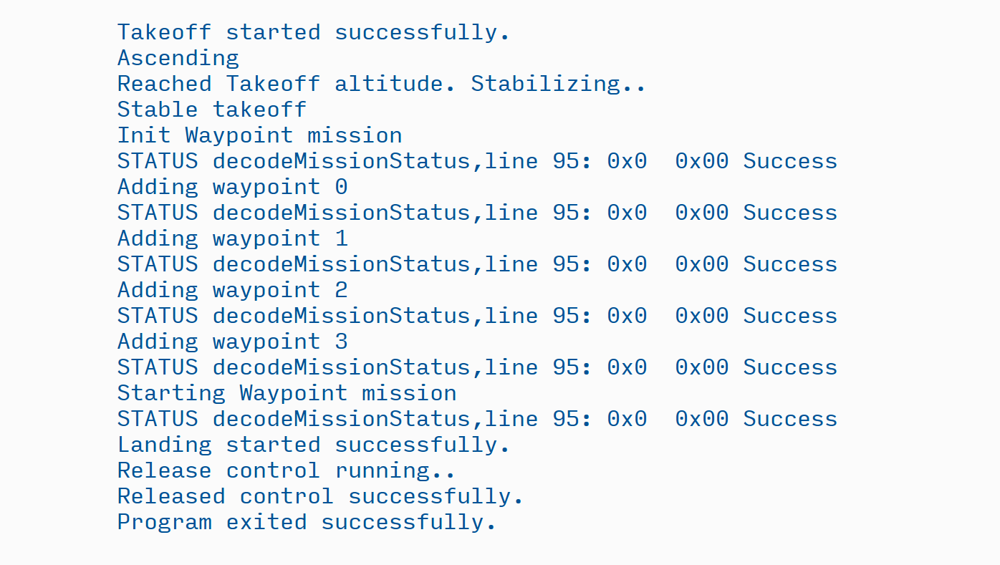 Takeoff started successfully.
Ascending
Reached Takeoff altitude. Stabilizing..
Stable takeoff
Init Waypoint mission
STATUS decodeMissionStatus,line 95: 0x0  0x00 Success
Adding waypoint 0
STATUS decodeMissionStatus,line 95: 0x0  0x00 Success
Adding waypoint 1
STATUS decodeMissionStatus,line 95: 0x0  0x00 Success
Adding waypoint 2
STATUS decodeMissionStatus,line 95: 0x0  0x00 Success
Adding waypoint 3
STATUS decodeMissionStatus,line 95: 0x0  0x00 Success
Starting Waypoint mission
STATUS decodeMissionStatus,line 95: 0x0  0x00 Success
Landing started successfully.
Release control running..
Released control successfully.
Program exited successfully.